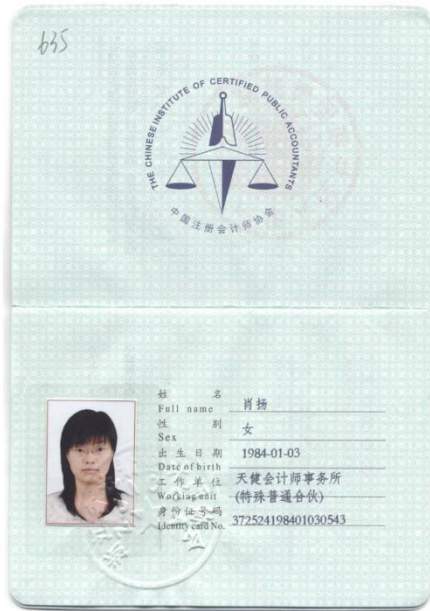 635
THE CHINESE INSTITUTE OF CERTIFIED PUBLIC ACCOUNTANTS
中国注册会计师协会
姓 名
Full name
肖扬
性 别
Sex
女
出生日期
Date of birth
1984-01-03
工作单位
Working unit
天健会计师事务所
(特殊普通合伙)
身份证号码
Identity card No.
372524198401030543